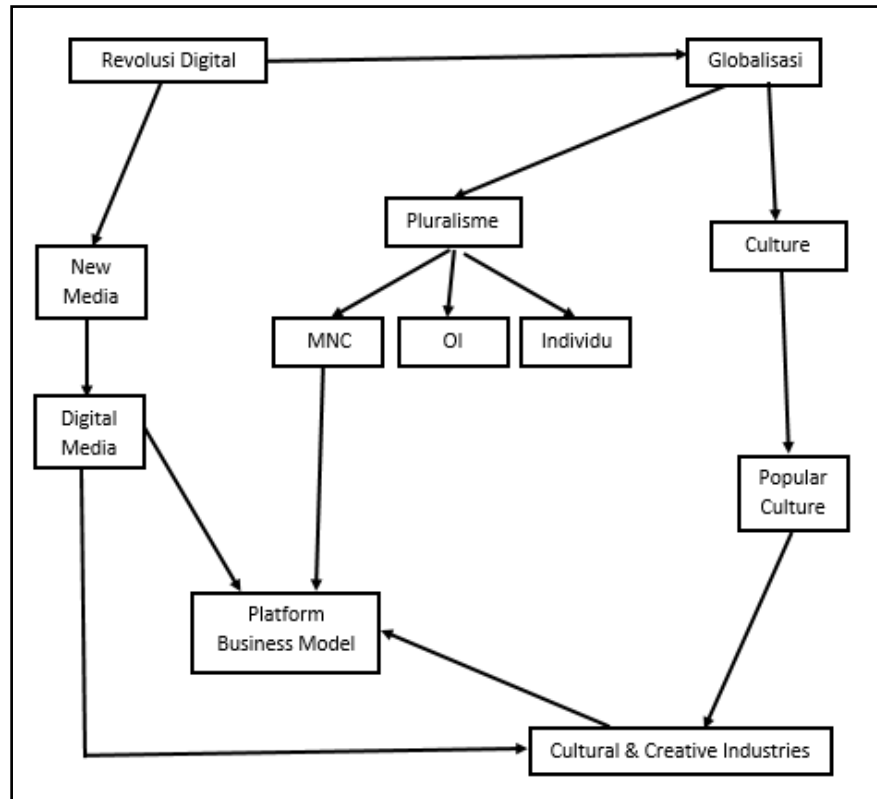 Revolusi Digital
Globalisasi
Pluralisme
Culture
New
Media
MNC
OI
Individu
Digital
Media
Popular
Culture
Platform
Business Model
Cultural & Creative Industries